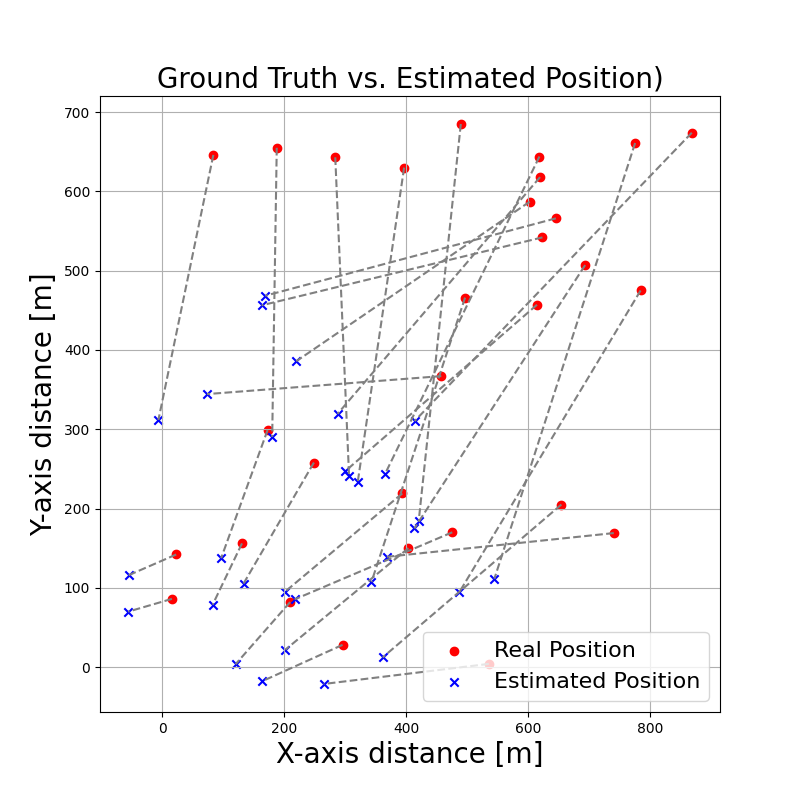 Ground Truth vs. Estimated Position)
700
600
500
400
300
200
100
0
Y-axis distance [m]
Real Position
Estimated Position
0 200 400 600 800
X-axis distance [m]